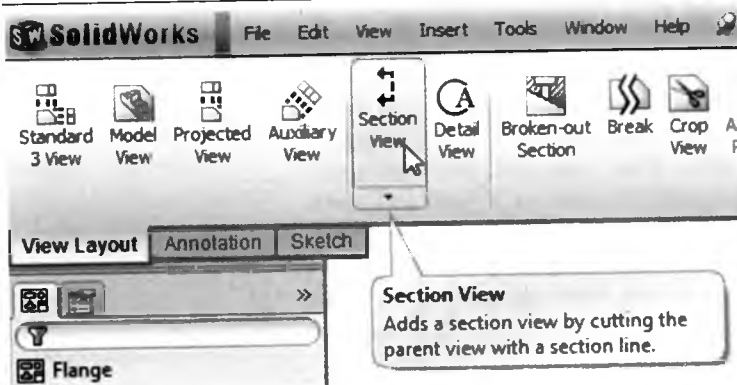 SW SolidWorks File Edit View Insert Tools Window Help
Standard
3 View
Model
View
Projected
View
Auxiliary
View
Section
View
A
Detail
View
Broken-out
Section
Break
Crop
View
View Layout Annotation Sketch
»
Flange
Section View
Adds a section view by cutting the
parent view with a section line.